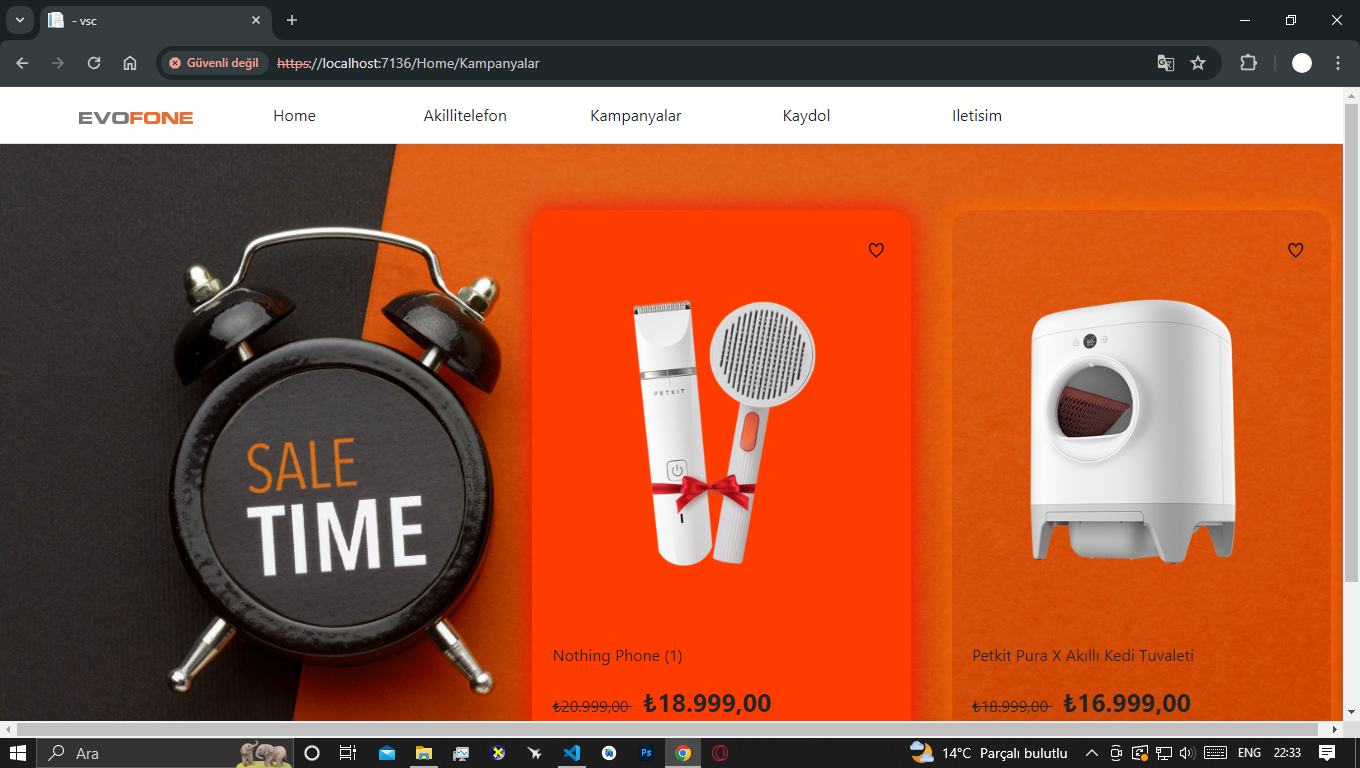 - vsc
Güvenli değil https://localhost:7136/Home/Kampanyalar
EVOFONE Home Akillitelefon Kampanyalar Kaydol Iletisim
SALE
TIME
PETKIT
Nothing Phone (1)
₺20.999,00 ₺18.999,00
Petkit Pura X Akıllı Kedi Tuvaleti
₺18.999,00 ₺16.999,00
Ara
14°C Parçalı bulutlu
ENG 22:33